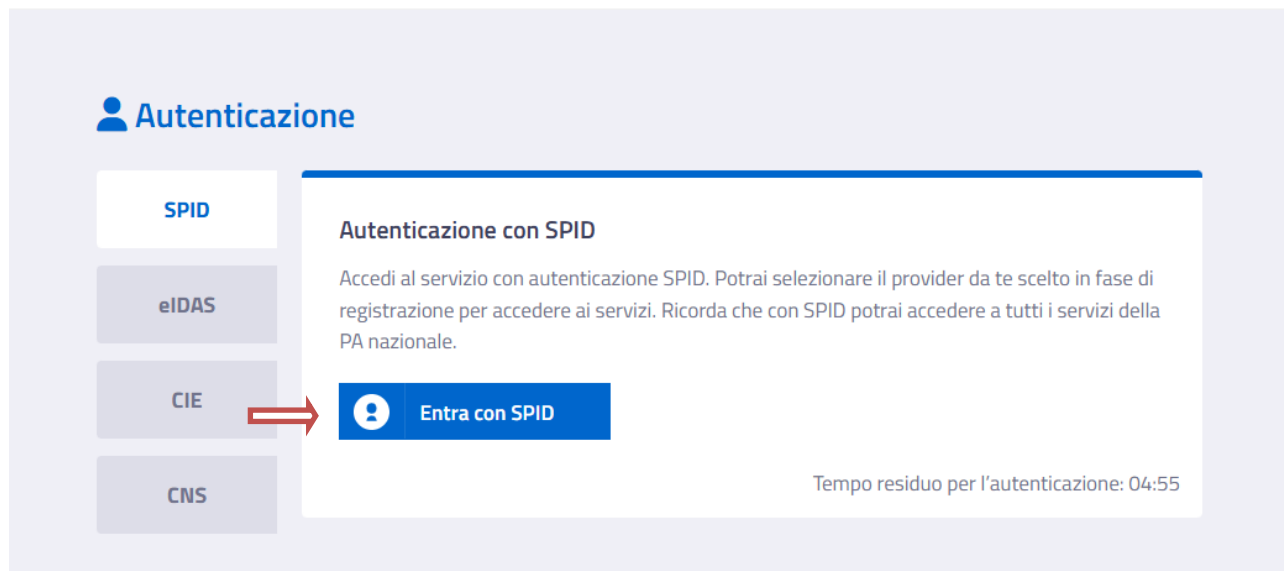 Autenticazione
SPID
eIDAS
CIE
CNS
Autenticazione con SPID
Accedi al servizio con autenticazione SPID. Potrai selezionare il provider da te scelto in fase di
registrazione per accedere ai servizi. Ricorda che con SPID potrai accedere a tutti i servizi della
PA nazionale.
Entra con SPID
Tempo residuo per l'autenticazione: 04:55